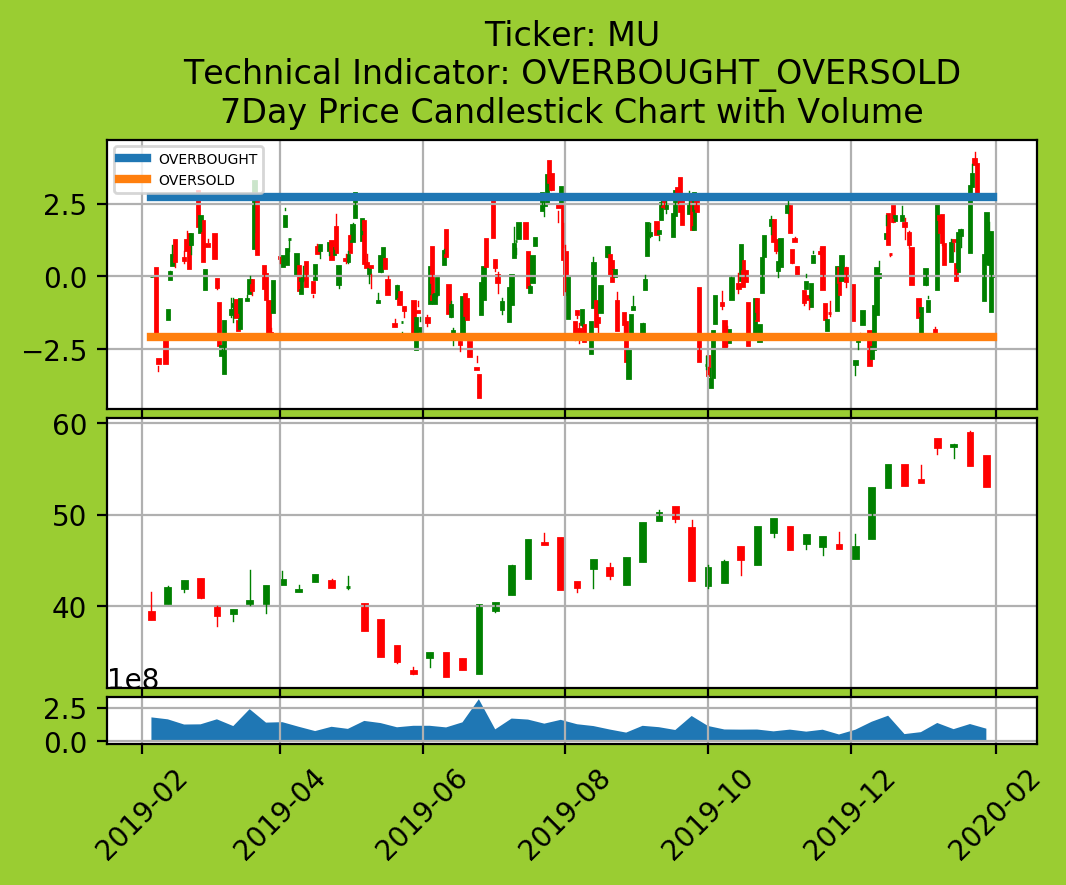 Ticker: MU
Technical Indicator: OVERBOUGHT_OVERSOLD
7Day Price Candlestick Chart with Volume
OVERBOUGHT
OVERSOLD
2.5
0.0
−2.5
60
50
40
1e8
2.5
0.0
2019-02
2019-04
2019-06
2019-08
2019-10
2019-12
2020-02